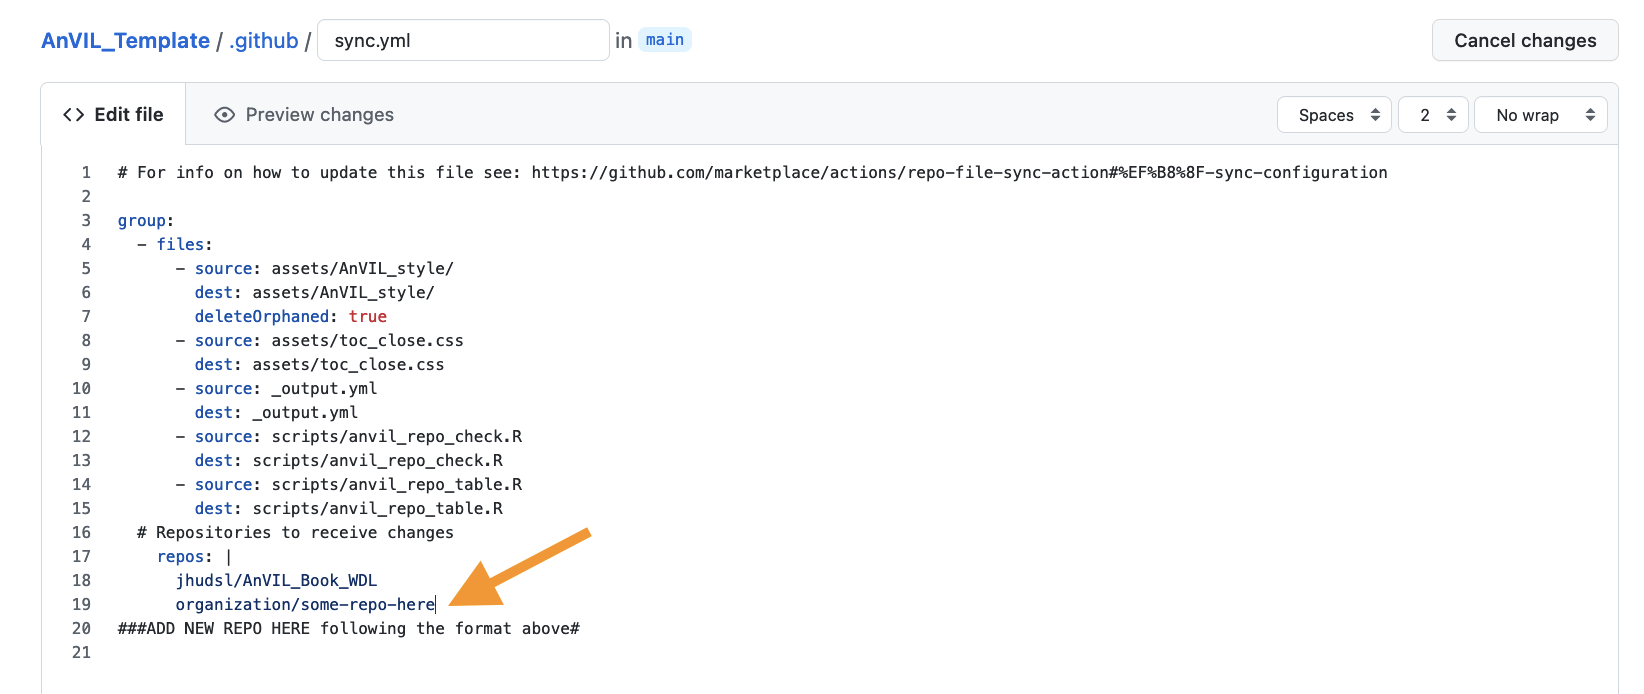 AnVIL_Template / .github / sync.yml in main Cancel changes
<> Edit file Preview changes Spaces 2 No wrap
1 # For info on how to update this file see: https://github.com/marketplace/actions/repo-file-sync-action#%EF%B8%8F-sync-configuration
2
3 group:
4 - files:
5 - source: assets/AnVIL_style/
6 dest: assets/AnVIL_style/
7 deleteOrphaned: true
8 - source: assets/toc_close.css
9 dest: assets/toc_close.css
10 - source: _output.yml
11 dest: _output.yml
12 - source: scripts/anvil_repo_check.R
13 dest: scripts/anvil_repo_check.R
14 - source: scripts/anvil_repo_table.R
15 dest: scripts/anvil_repo_table.R
16 # Repositories to receive changes
17 repos: |
18 jhudsl/AnVIL_Book_WDL
19 organization/some-repo-here
20 ###ADD NEW REPO HERE following the format above#
21